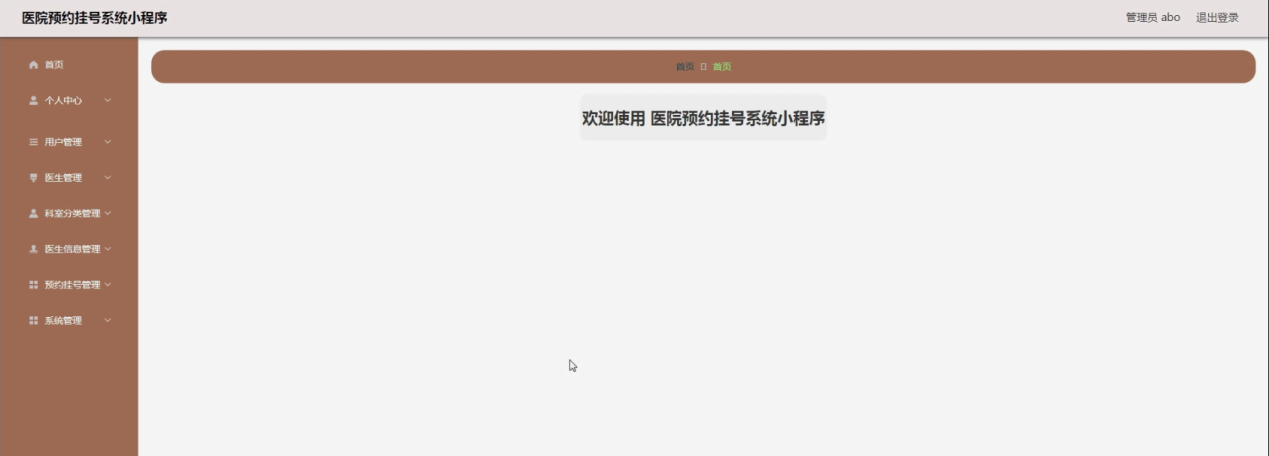 医院预约挂号系统小程序
管理员 abo 退出登录
首页
个人中心
用户管理
医生管理
科室分类管理
医生信息管理
预约挂号管理
系统管理
首页 首页
欢迎使用 医院预约挂号系统小程序